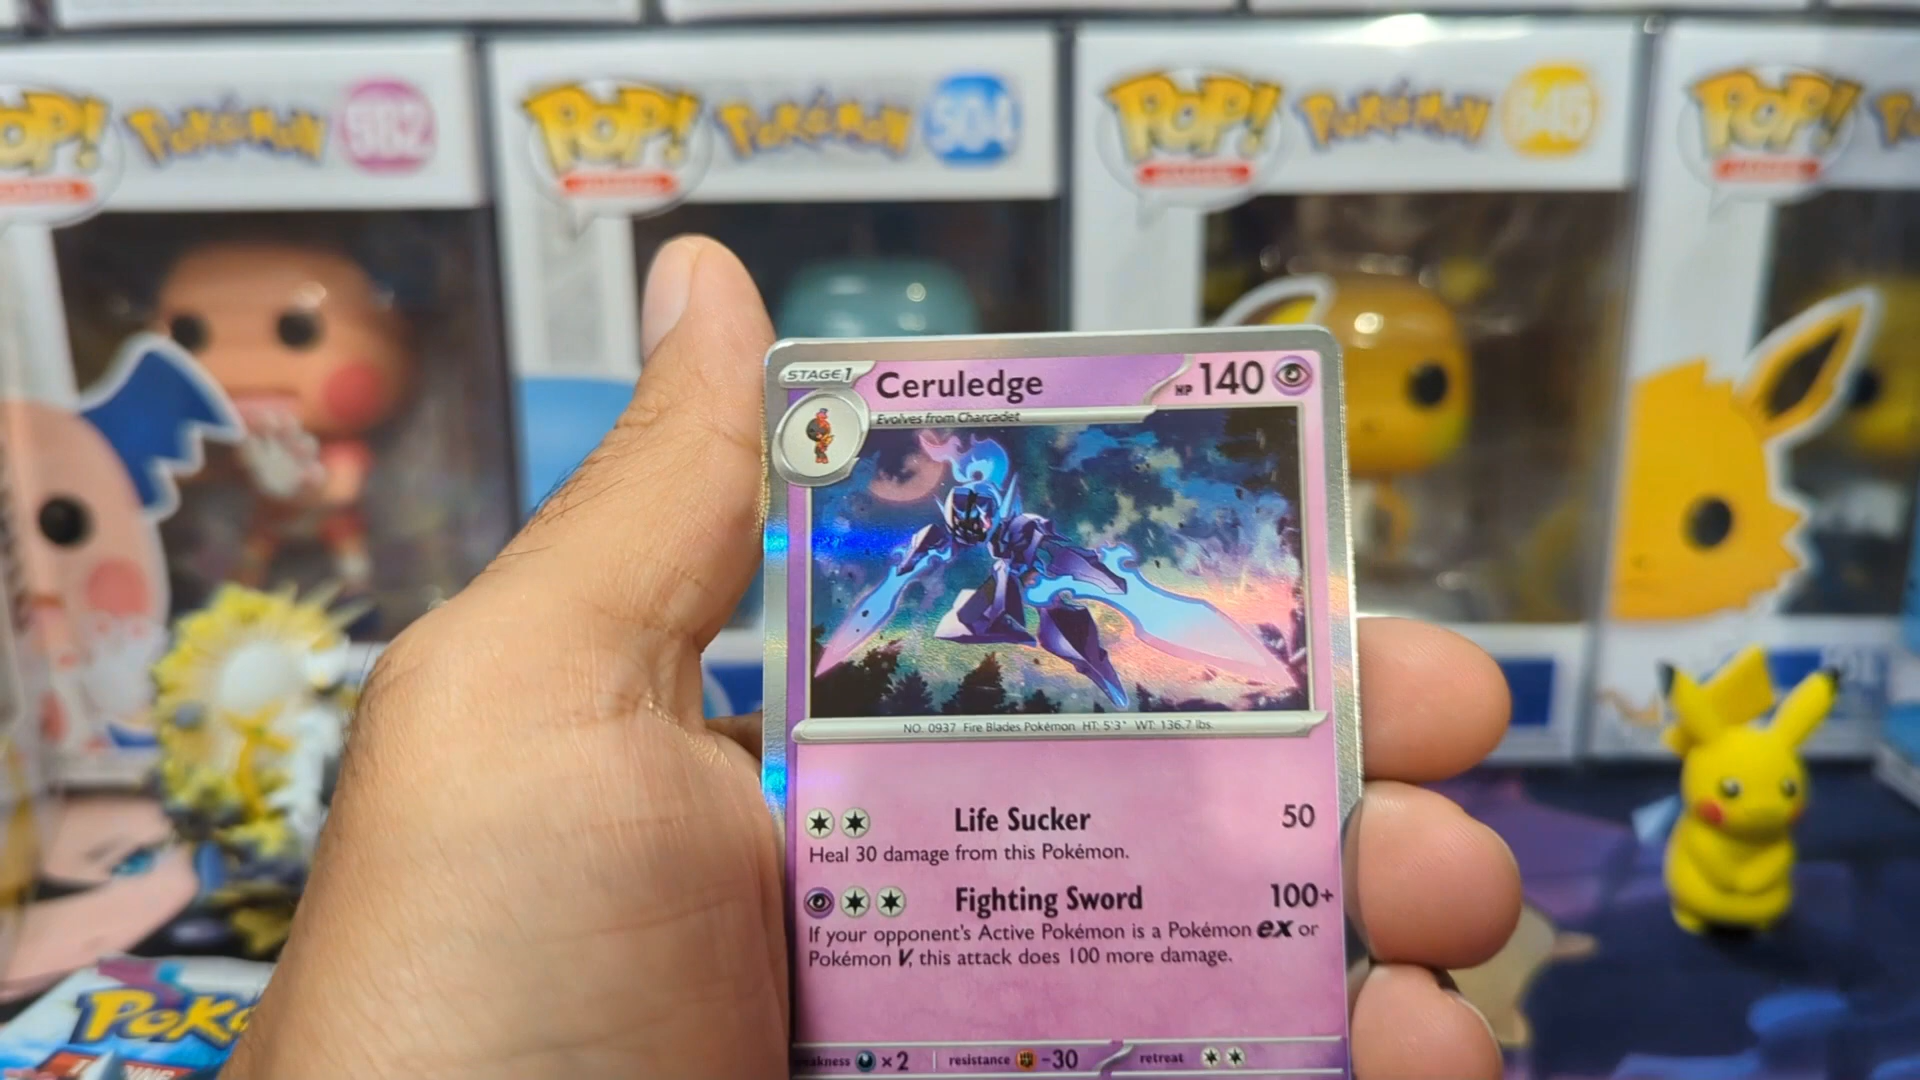 POP! POKéMON 582
POP! POKéMON 504
POP! POKéMON 646
POP!
STAGE 1
Ceruledge
HP 140
Evolves from Charcadet
NO. 0937 Fire Blades Pokémon HT: 5'3" WT: 136.7 lbs.
Life Sucker 50
Heal 30 damage from this Pokémon.
Fighting Sword 100+
If your opponent's Active Pokémon is a Pokémon ex or
Pokémon V, this attack does 100 more damage.
weakness ×2 resistance -30 retreat